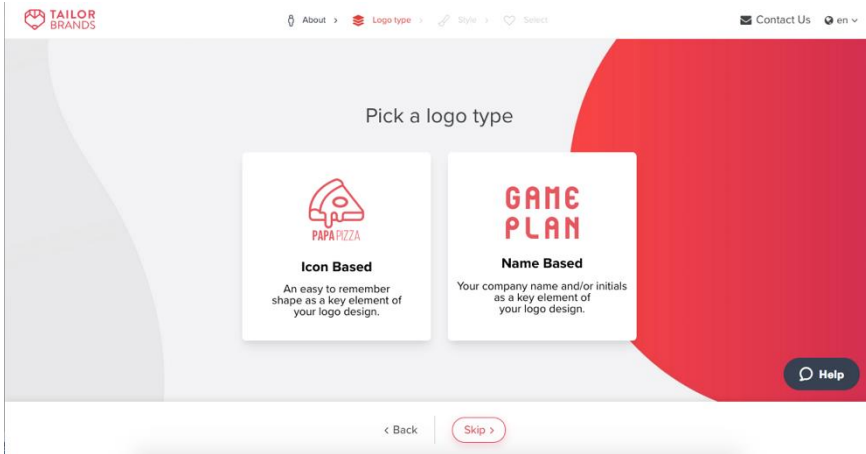 TAILOR
BRANDS
About > Logo type > Style > Select
Contact Us en
Pick a logo type
PAPA PIZZA
Icon Based
An easy to remember
shape as a key element of
your logo design.
GAME
PLAN
Name Based
Your company name and/or initials
as a key element of
your logo design.
Help
< Back
Skip >